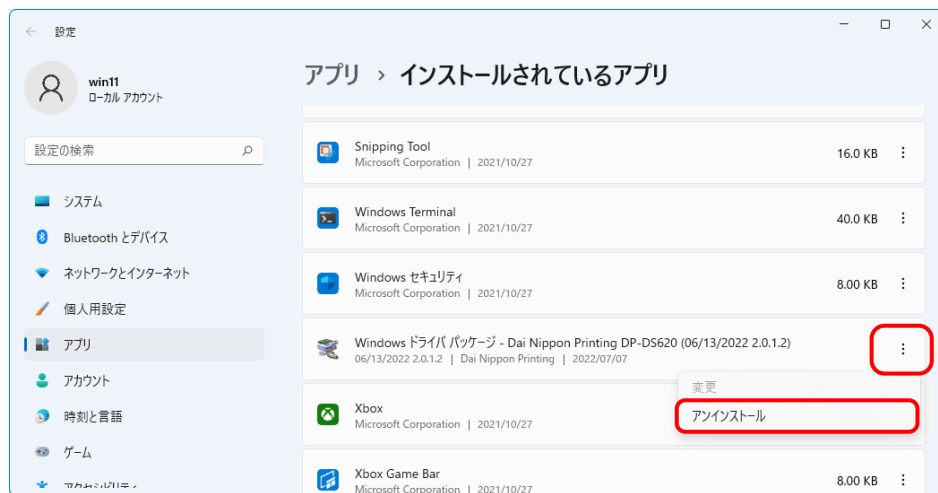 設定
win11
ローカル アカウント
設定の検索
システム
Bluetooth とデバイス
ネットワークとインターネット
個人用設定
アプリ
アカウント
時刻と言語
ゲーム
アクセシビリティ
アプリ › インストールされているアプリ
Snipping Tool
Microsoft Corporation | 2021/10/27
16.0 KB
Windows Terminal
Microsoft Corporation | 2021/10/27
40.0 KB
Windows セキュリティ
Microsoft Corporation | 2021/10/27
8.00 KB
Windows ドライバ パッケージ - Dai Nippon Printing DP-DS620 (06/13/2022 2.0.1.2)
06/13/2022 2.0.1.2 | Dai Nippon Printing | 2022/07/07
変更
アンインストール
Xbox
Microsoft Corporation | 2021/10/27
Xbox Game Bar
Microsoft Corporation | 2021/10/27
8.00 KB